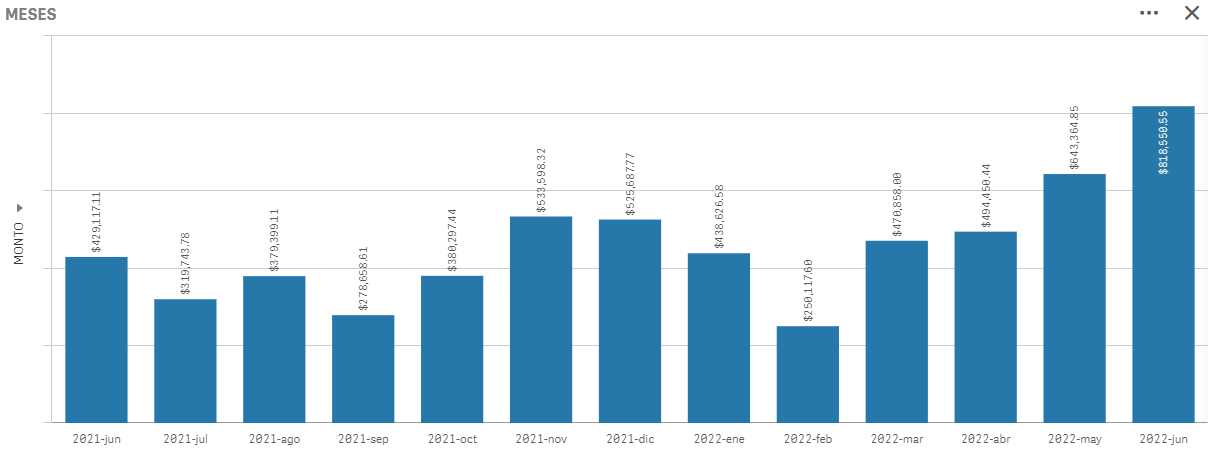 MESES
MONTO
$429,117.11
$319,743.78
$379,399.11
$278,658.61
$380,297.44
$533,598.32
$525,687.77
$438,626.58
$250,117.60
$470,858.00
$494,450.44
$643,364.85
$818,550.55
2021-jun
2021-jul
2021-ago
2021-sep
2021-oct
2021-nov
2021-dic
2022-ene
2022-feb
2022-mar
2022-abr
2022-may
2022-jun